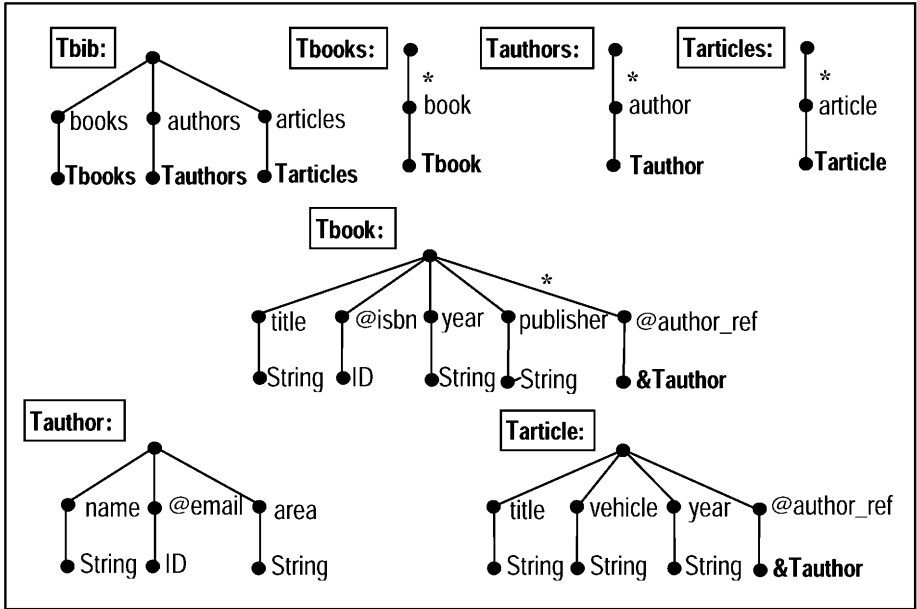 Tbib: Tbooks: Tauthors: Tarticles:
* * *
books authors articles book author article
Tbooks Tauthors Tarticles Tbook Tauthor Tarticle
Tbook:
*
title @isbn year publisher @author_ref
String ID String String &Tauthor
Tauthor: Tarticle:
name @email area title vehicle year @author_ref
String ID String String String String &Tauthor